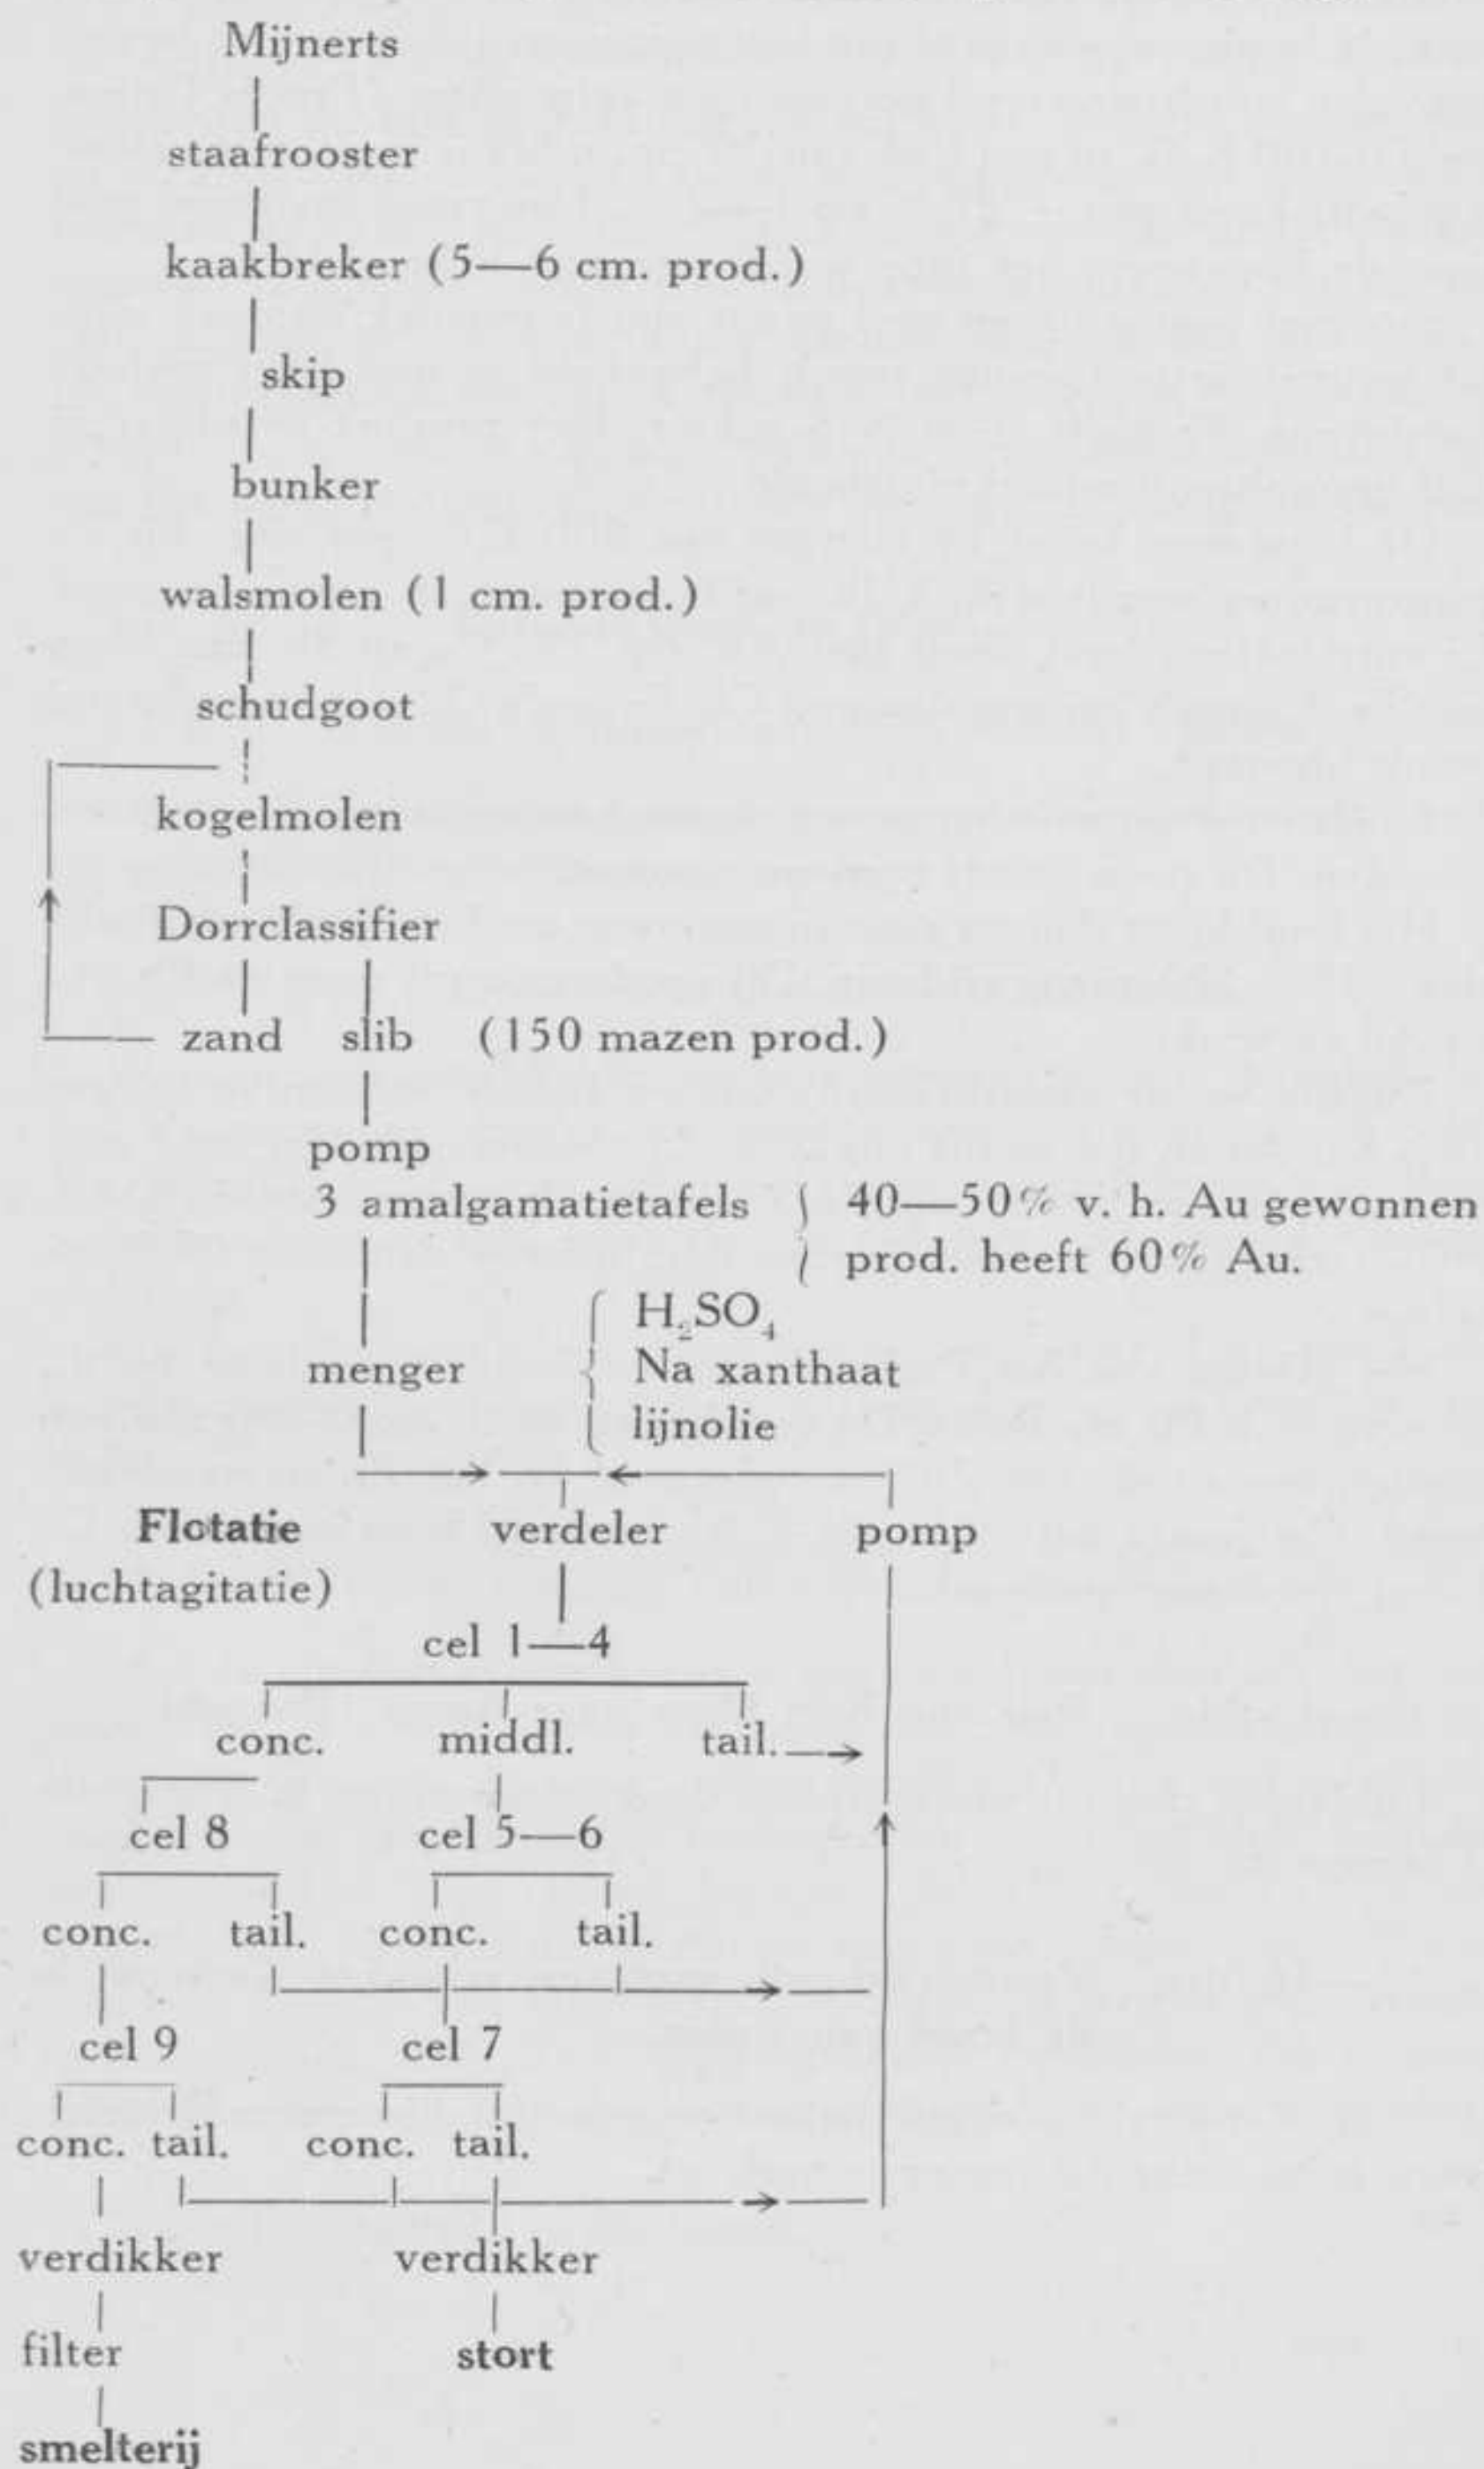 Mijnerts
staafrooster
kaakbreker (5—6 cm. prod.)
skip
bunker
walsmolen (1 cm. prod.)
schudgoot
kogelmolen
Dorrclassifier
zand slib (150 mazen prod.)
pomp
3 amalgamatietafels { 40—50% v. h. Au gewonnen
prod. heeft 60% Au.
H₂SO₄
menger { Na xanthaat
lijnolie
Flotatie verdeler pomp
(luchtagitatie)
cel 1—4
conc. middl. tail.
cel 8 cel 5—6
conc. tail. conc. tail.
cel 9 cel 7
conc. tail. conc. tail.
verdikker verdikker
filter stort
smelterij